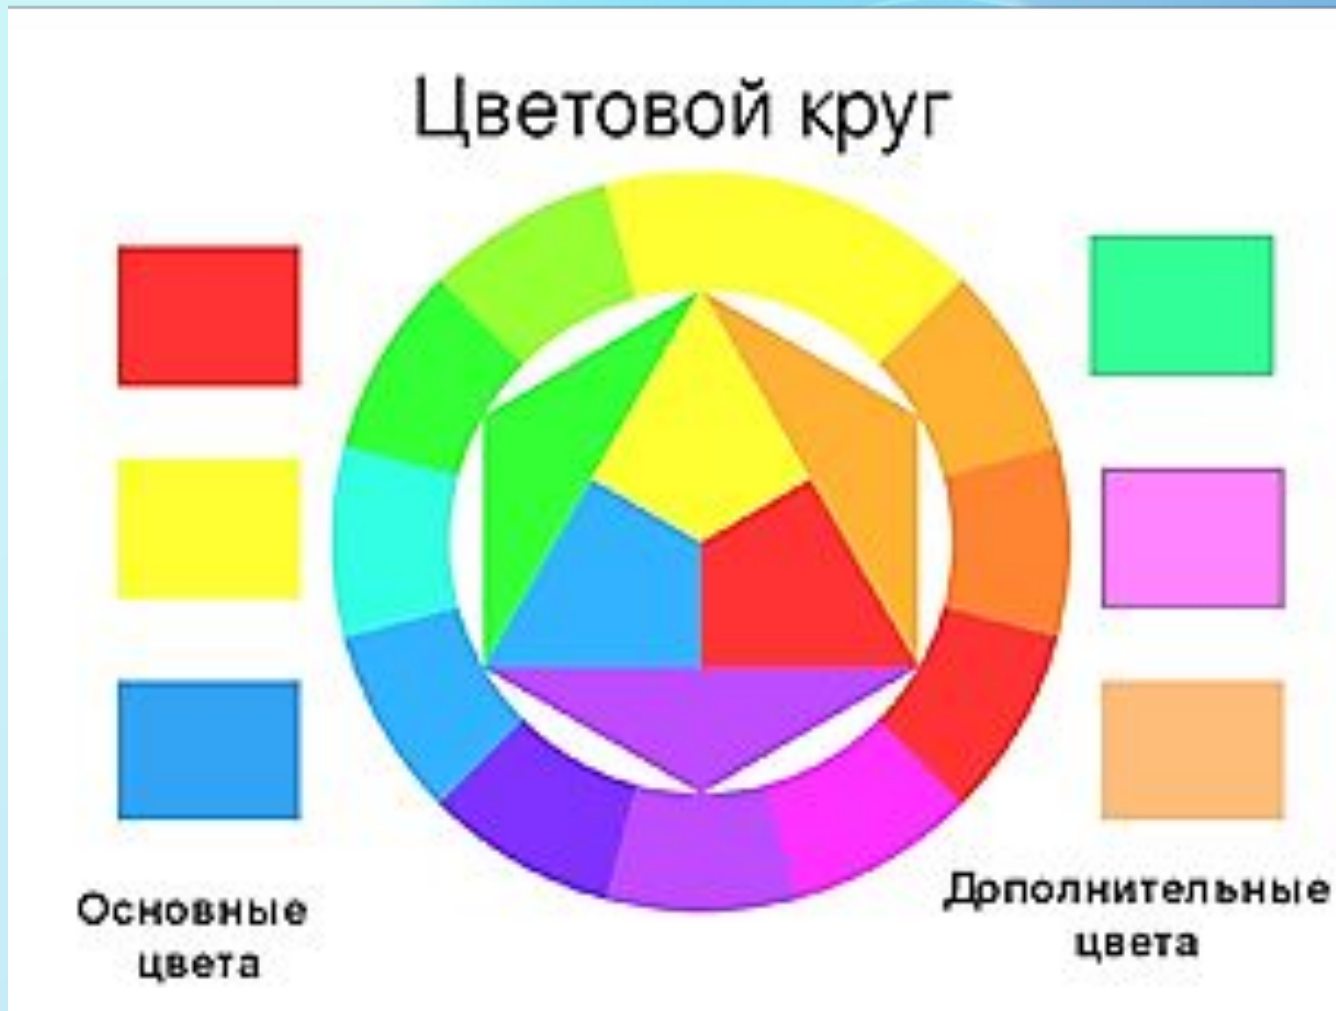 Цветовой круг
Основные
цвета
Дополнительные
цвета